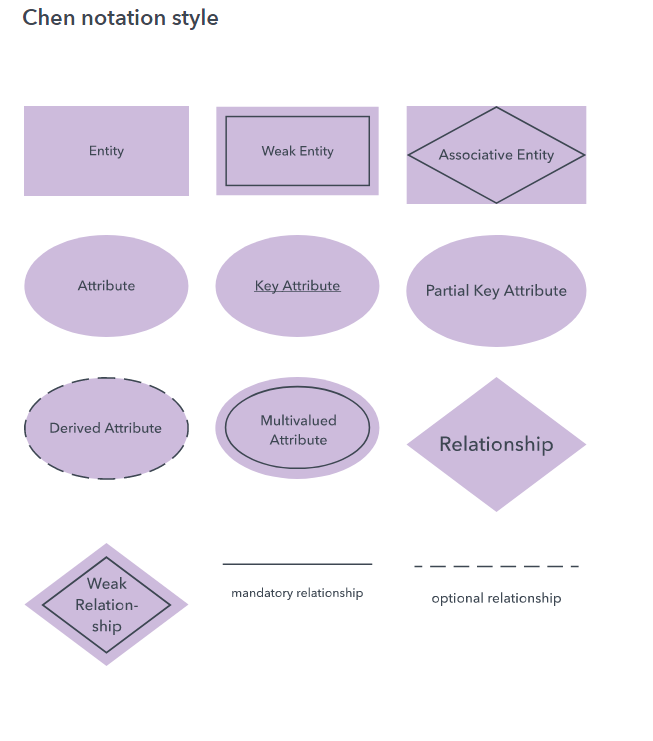 Chen notation style
Entity
Weak Entity
Associative Entity
Attribute
Key Attribute
Partial Key Attribute
Derived Attribute
Multivalued
Attribute
Relationship
Weak
Relation-
ship
mandatory relationship
optional relationship